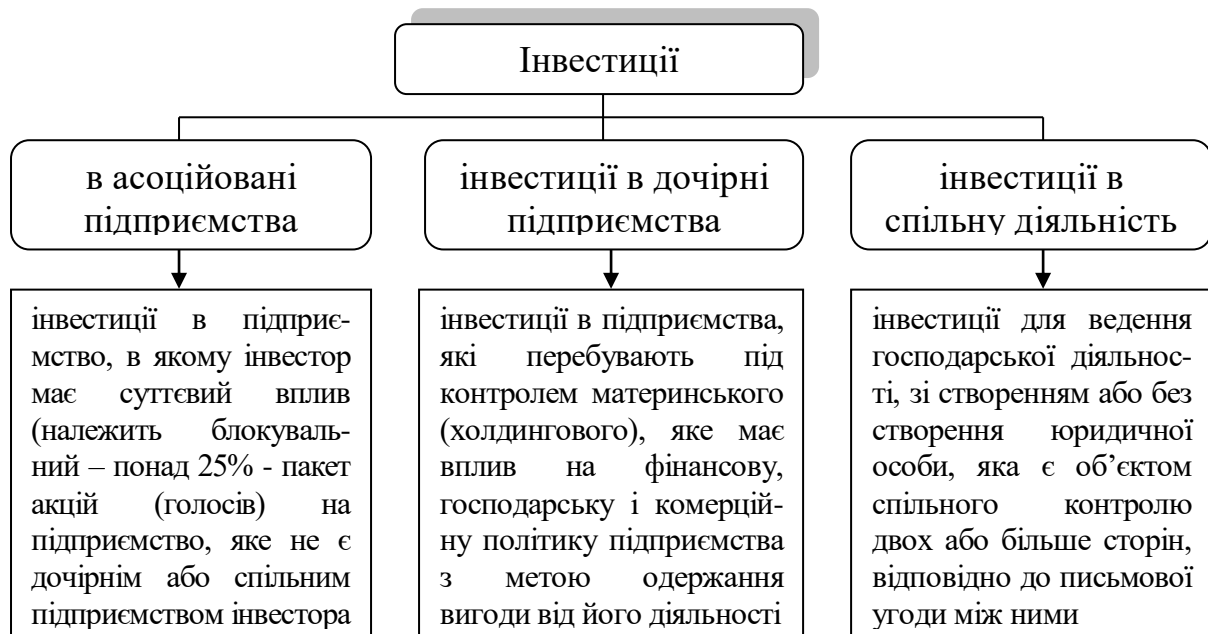 Інвестиції
в асоційовані
підприємства
інвестиції в дочірні
підприємства
інвестиції в
спільну діяльність
інвестиції в підприє-
мство, в якому інвестор
має суттєвий вплив
(належить блокуваль-
ний – понад 25% - пакет
акцій (голосів) на
підприємство, яке не є
дочірнім або спільним
підприємством інвестора
інвестиції в підприємства,
які перебувають під
контролем материнського
(холдингового), яке має
вплив на фінансову,
господарську і комерцій-
ну політику підприємства
з метою одержання
вигоди від його діяльності
інвестиції для ведення
господарської діяльнос-
ті, зі створенням або без
створення юридичної
особи, яка є об’єктом
спільного контролю
двох або більше сторін,
відповідно до письмової
угоди між ними